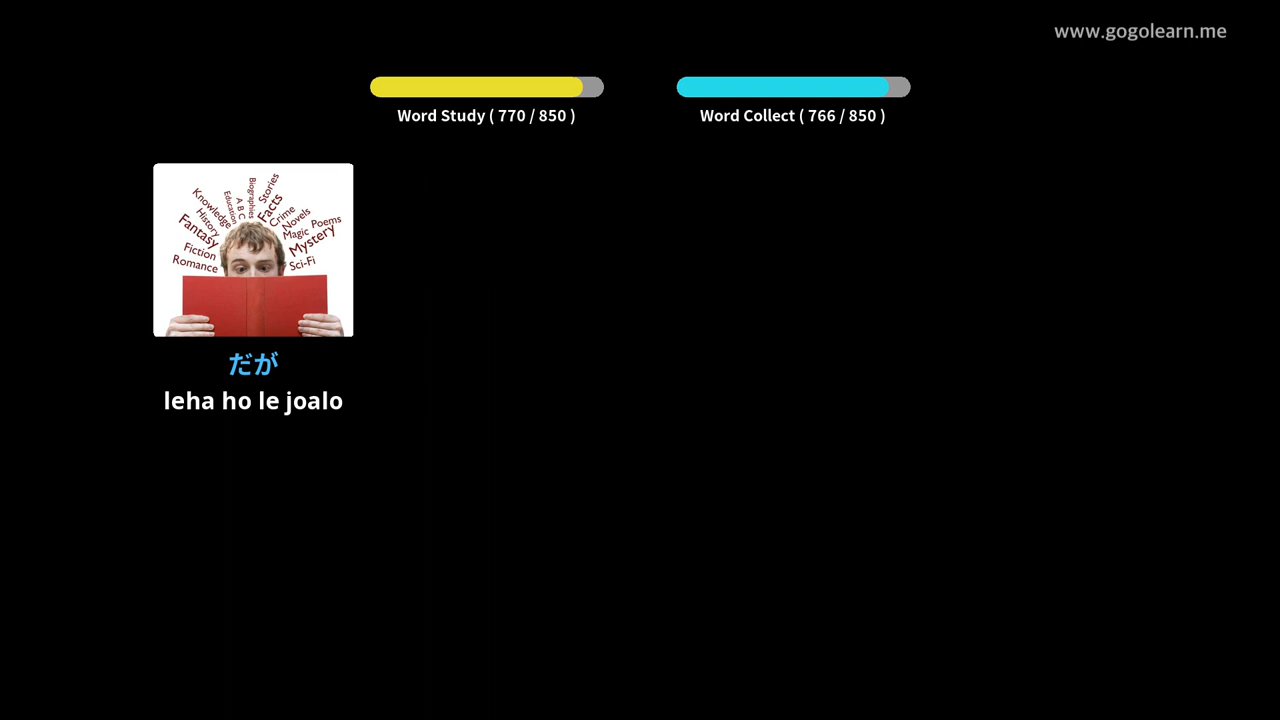 www.gogolearn.me
Word Study ( 770 / 850 )
Word Collect ( 766 / 850 )
Knowledge
History
Fantasy
Fiction
Romance
Education
A B C
Biographies
Stories
Facts
Crime
Novels
Magic
Poems
Mystery
Sci-Fi
だが
leha ho le joalo